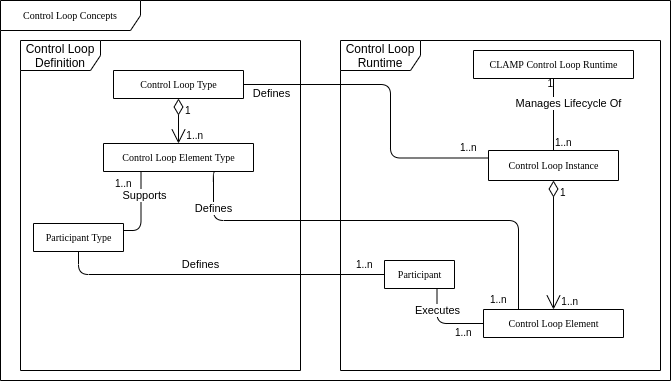 Control Loop Concepts
Control Loop
Definition
Control Loop
Runtime
Control Loop Type
CLAMP Control Loop Runtime
Defines
1
1
Manages Lifecycle Of
1..n
1..n
1..n
Control Loop Element Type
Control Loop Instance
1..n
Supports
1
Defines
Participant Type
Defines
1..n
Participant
1..n
1..n
Executes
Control Loop Element
1..n